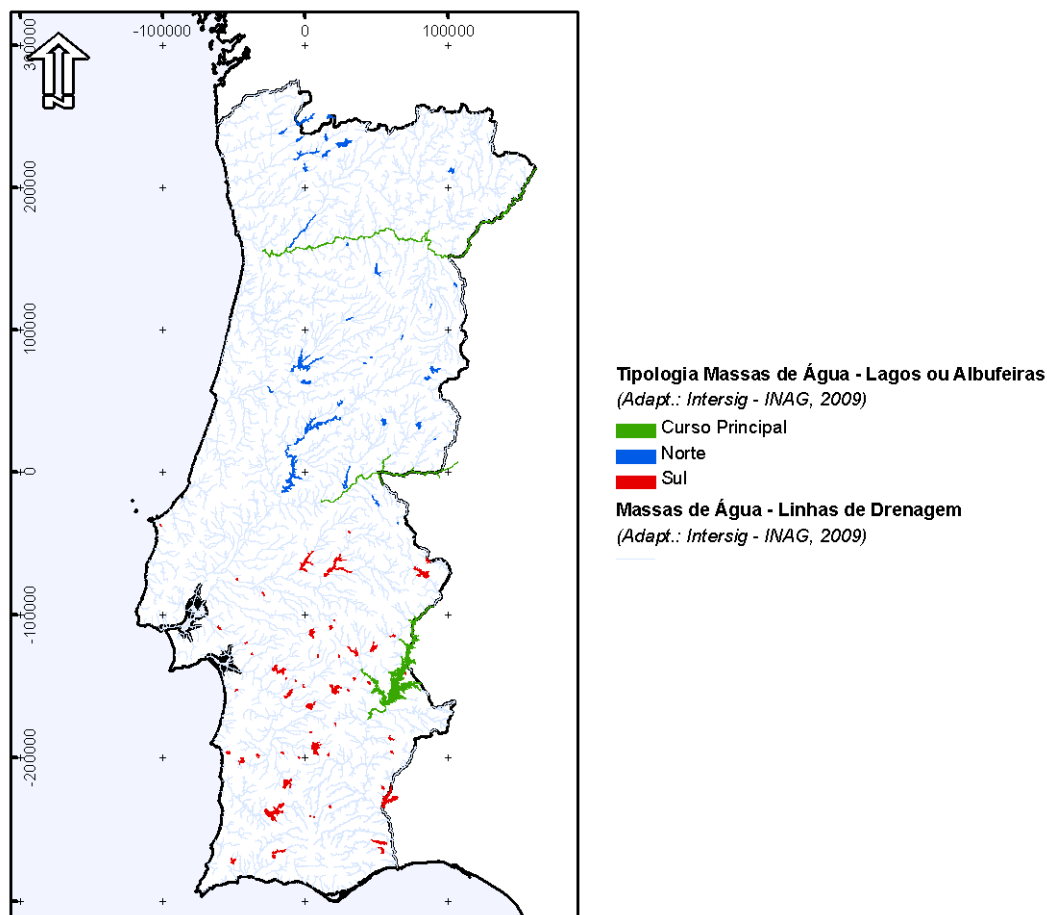 -100000
0
100000
300000
N
200000
100000
0
-100000
-200000
Tipologia Massas de Água - Lagos ou Albufeiras
(Adapt.: Intersig - INAG, 2009)
Curso Principal
Norte
Sul
Massas de Água - Linhas de Drenagem
(Adapt.: Intersig - INAG, 2009)